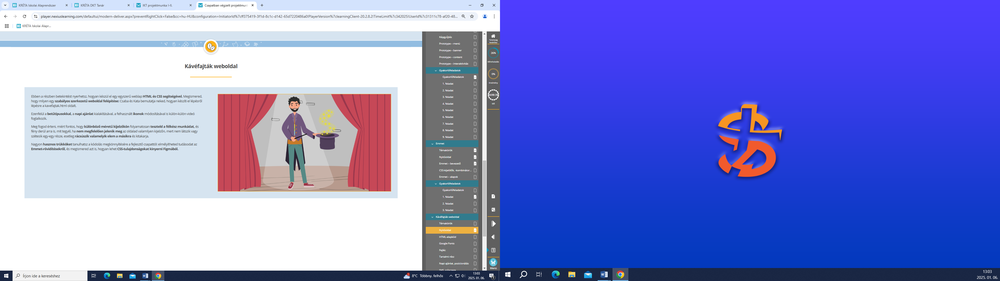 KRÉTA Iskolai Alaprendszer
KRÉTA DKT Tanár
IKT projektmunka I-II.
Csapatban végzett projektmun
player.nexiuslearning.com/defaultui/modern-deliver.aspx?preventRightClick=False&cc=hu-HU&configuration=InitiatorId%7cff375419-3f1d-8c1c-d142-65d7220486a0!PlayerVersion%7clearningClient-20.2.8.2!TimeLimit%7c342025!UserId%7c31311c78-af20-48...
KRÉTA Iskolai Alapr...
Kávéfajták weboldal
Ebben a részben betekintést nyerhetsz, hogyan készül el egy egyszerű weblap HTML és CSS segítségével. Megismered,
hogy milyen egy szabályos szerkezetű weboldal felépítése: Csaba és Kata bemutatja neked, hogyan készíti el lépésről
lépésre a kavefajtak.html oldalt.
Ezenfelül a betűtípusokkal, a napi ajánlat kialakításával, a felhasznált ikonok módosításával is külön-külön videó
foglalkozik.
Meg fogod érteni, miért fontos, hogy különböző méretű kijelzőkön folyamatosan teszteld a félkész munkádat, és
fény derül arra is, mit tegyél, ha nem megfelelően jelenik meg az oldalad valamilyen kijelzőn, mert nem látszik vagy
szétesik egy-egy része, esetleg rácsúszik valamelyik elem a másikra és kitakarja.
Nagyon hasznos trükköket tanulhatsz a kódolás megkönnyítésére a fejlesztő csapattól: elmélyítheted tudásodat az
Emmet-rövidítésekről, és megismered azt is, hogyan lehet CSS-tulajdonságokat kinyerni Figmából.
Képgyűjtés
Prototype – menü
Prototype – banner
Prototype – content
Prototype – interaktivitás
Gyakorlófeladatok
Gyakorlófeladatok
1. feladat
2. feladat
3. feladat
4. feladat
5. feladat
6. feladat
7. feladat
8. feladat
9. feladat
Emmet
Témakörök
Nyitóoldal
Emmet – bevezető
CSS-kijelölők, -kombinátor...
Emmet – alapok
Gyakorlófeladatok
Gyakorlófeladatok
1. feladat
2. feladat
3. feladat
Kávéfajták weboldal
Témakörök
Nyitóoldal
HTML-alapkód
Google Fonts
Fejléc
Tartalmi rész
Napi ajánlat, pozicionálás
Tananyag
bezárása
26%
Előrehaladás
0%
Eredmény
Idő
Menü
Írjon ide a kereséshez
8°C Többny. felhős
13:03
2025. 01. 06.
13:03
2025. 01. 06.